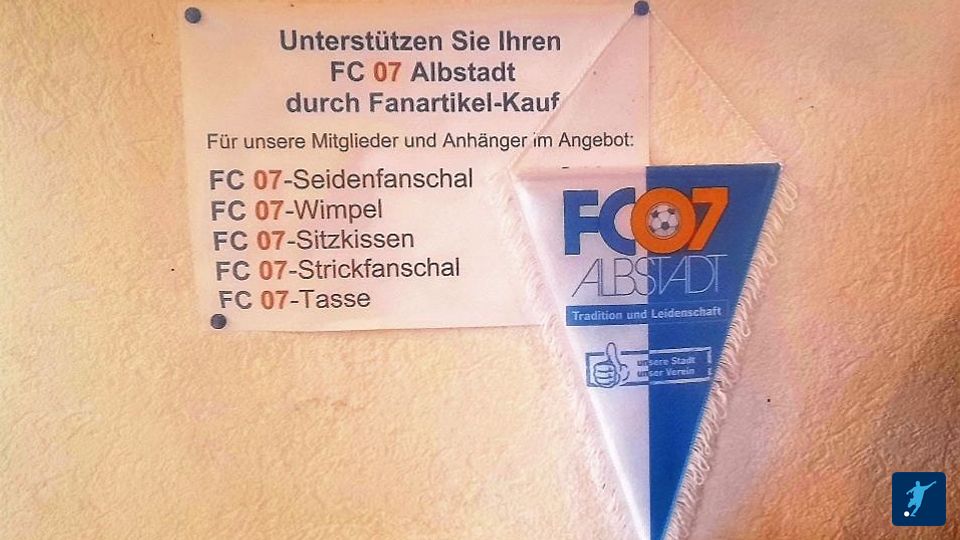 Unterstützen Sie Ihren
FC 07 Albstadt
durch Fanartikel-Kauf
Für unsere Mitglieder und Anhänger im Angebot:
FC 07-Seidenfanschal
FC 07-Wimpel
FC 07-Sitzkissen
FC 07-Strickfanschal
FC 07-Tasse
FC07
ALBSTADT
Tradition und Leidenschaft
unsere Stadt
unser Verein